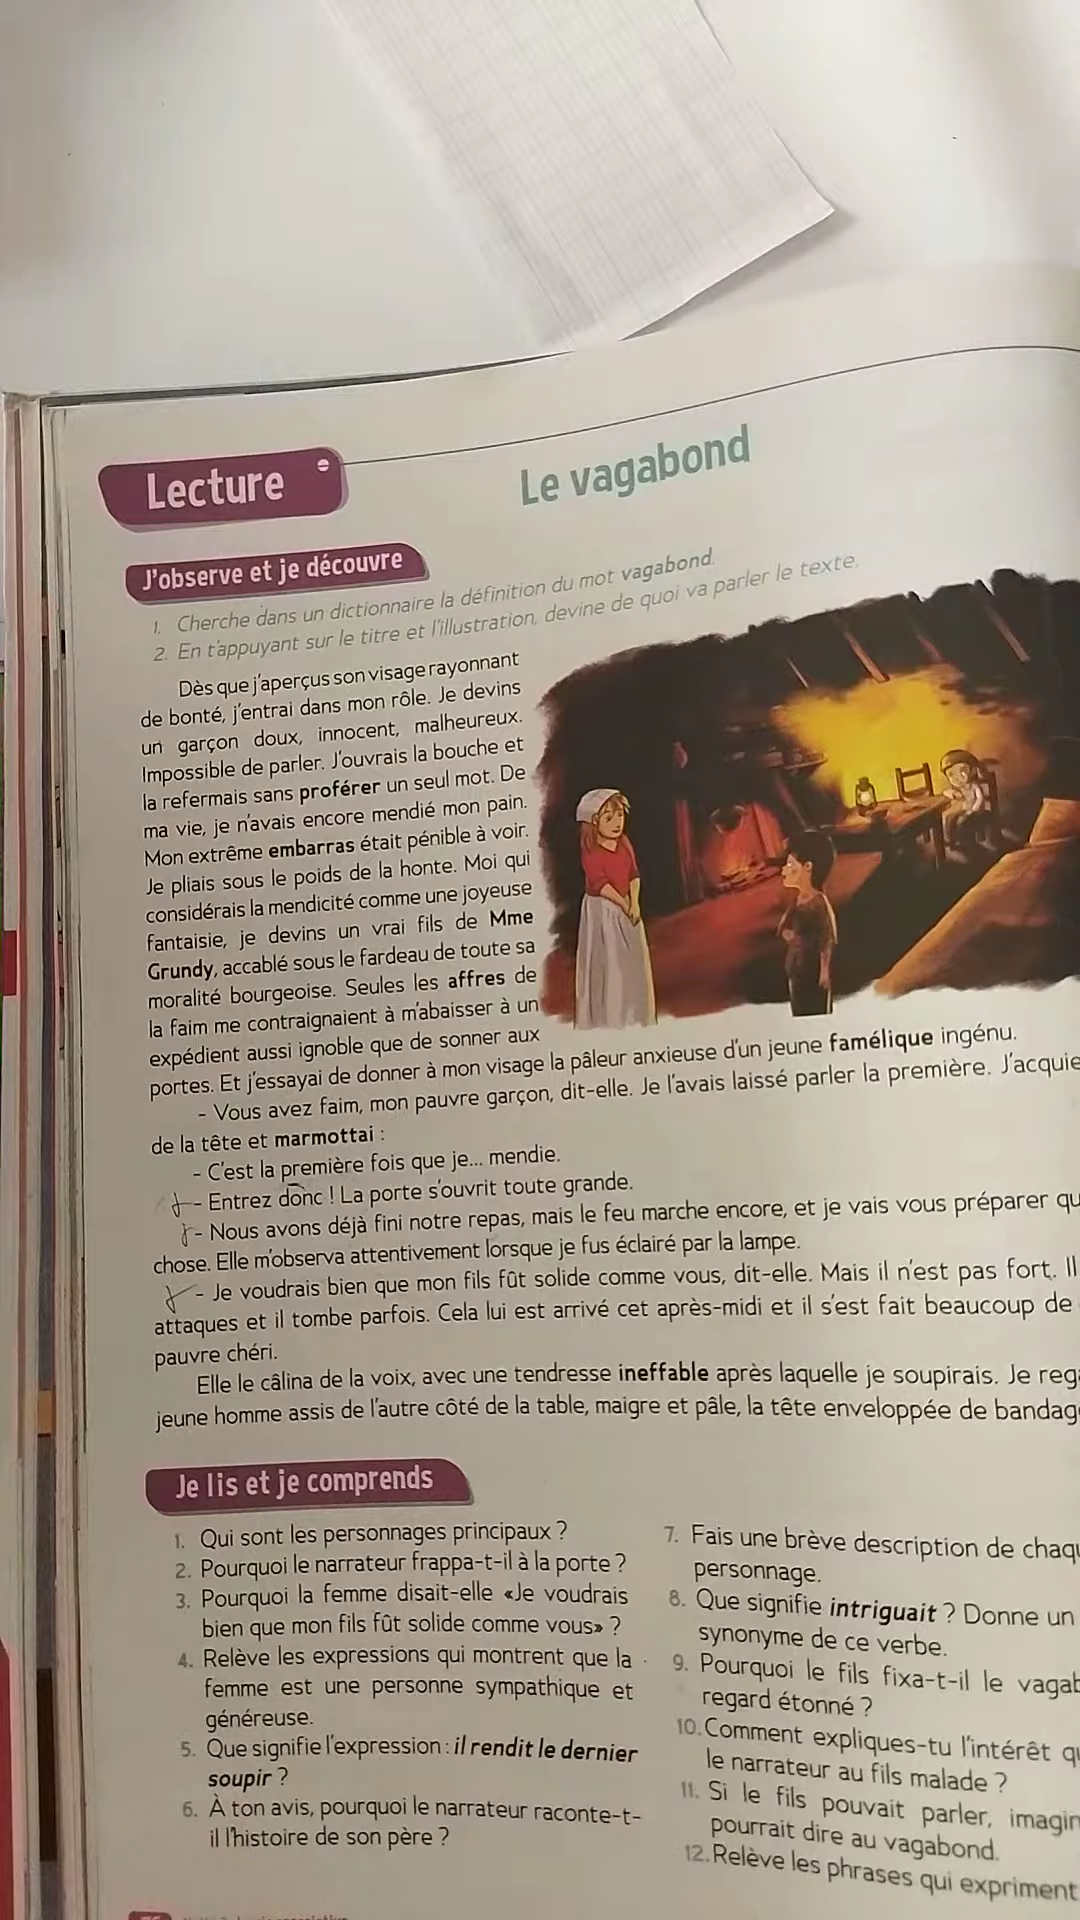 Lecture
Le vagabond
J'observe et je découvre
1. Cherche dans un dictionnaire la définition du mot vagabond.
2. En t'appuyant sur le titre et l'illustration, devine de quoi va parler le texte.
Dès que j'aperçus son visage rayonnant
de bonté, j'entrai dans mon rôle. Je devins
un garçon doux, innocent, malheureux.
Impossible de parler. J'ouvrais la bouche et
la refermais sans proférer un seul mot. De
ma vie, je n'avais encore mendié mon pain.
Mon extrême embarras était pénible à voir.
Je pliais sous le poids de la honte. Moi qui
considérais la mendicité comme une joyeuse
fantaisie, je devins un vrai fils de Mme
Grundy, accablé sous le fardeau de toute sa
moralité bourgeoise. Seules les affres de
la faim me contraignaient à m'abaisser à un
expédient aussi ignoble que de sonner aux
portes. Et j'essayai de donner à mon visage la pâleur anxieuse d'un jeune famélique ingénu.
- Vous avez faim, mon pauvre garçon, dit-elle. Je l'avais laissé parler la première. J'acquie
de la tête et marmottai :
- C'est la première fois que je... mendie.
- Entrez donc ! La porte s'ouvrit toute grande.
- Nous avons déjà fini notre repas, mais le feu marche encore, et je vais vous préparer qu
chose. Elle m'observa attentivement lorsque je fus éclairé par la lampe.
- Je voudrais bien que mon fils fût solide comme vous, dit-elle. Mais il n'est pas fort. Il
attaques et il tombe parfois. Cela lui est arrivé cet après-midi et il s'est fait beaucoup de
pauvre chéri.
Elle le câlina de la voix, avec une tendresse ineffable après laquelle je soupirais. Je reg
jeune homme assis de l'autre côté de la table, maigre et pâle, la tête enveloppée de bandag
Je lis et je comprends
1. Qui sont les personnages principaux ?
2. Pourquoi le narrateur frappa-t-il à la porte ?
3. Pourquoi la femme disait-elle «Je voudrais
bien que mon fils fût solide comme vous» ?
4. Relève les expressions qui montrent que la
femme est une personne sympathique et
généreuse.
5. Que signifie l'expression : il rendit le dernier
soupir ?
6. À ton avis, pourquoi le narrateur raconte-t-
il l'histoire de son père ?
7. Fais une brève description de chaqu
personnage.
8. Que signifie intriguait ? Donne un
synonyme de ce verbe.
9. Pourquoi le fils fixa-t-il le vagab
regard étonné ?
10. Comment expliques-tu l'intérêt qu
le narrateur au fils malade ?
11. Si le fils pouvait parler, imagin
pourrait dire au vagabond.
12. Relève les phrases qui expriment